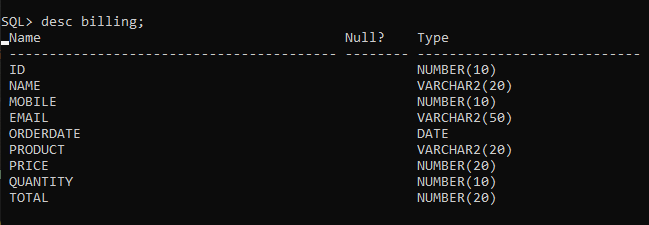 SQL> desc billing;
Name Null? Type
----------------------------------------- -------- ----------------------------
ID NUMBER(10)
NAME VARCHAR2(20)
MOBILE NUMBER(10)
EMAIL VARCHAR2(50)
ORDERDATE DATE
PRODUCT VARCHAR2(20)
PRICE NUMBER(20)
QUANTITY NUMBER(10)
TOTAL NUMBER(20)